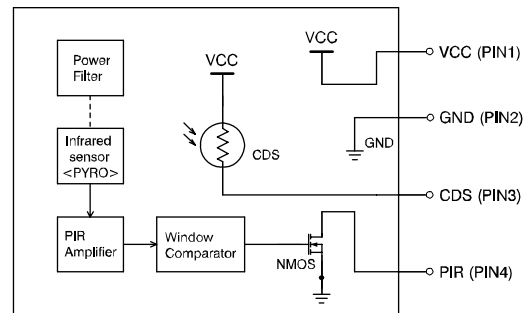 Power
Filter
VCC
VCC
VCC (PIN1)
GND (PIN2)
GND
Infrared
sensor
<PYRO>
CDS
CDS (PIN3)
PIR
Amplifier
Window
Comparator
NMOS
PIR (PIN4)